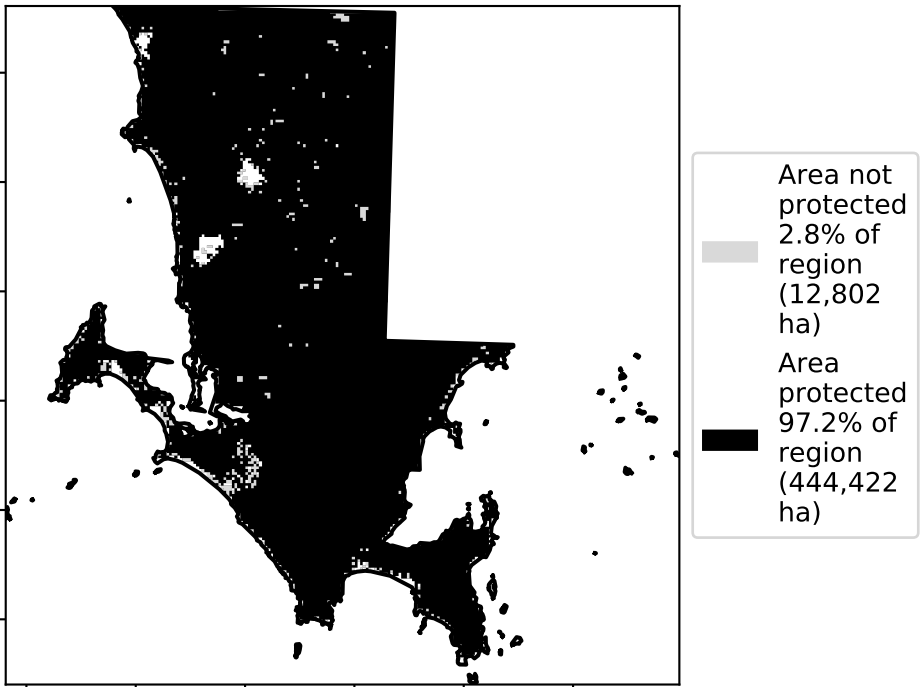 Area not
protected
2.8% of
region
(12,802
ha)
Area
protected
97.2% of
region
(444,422
ha)